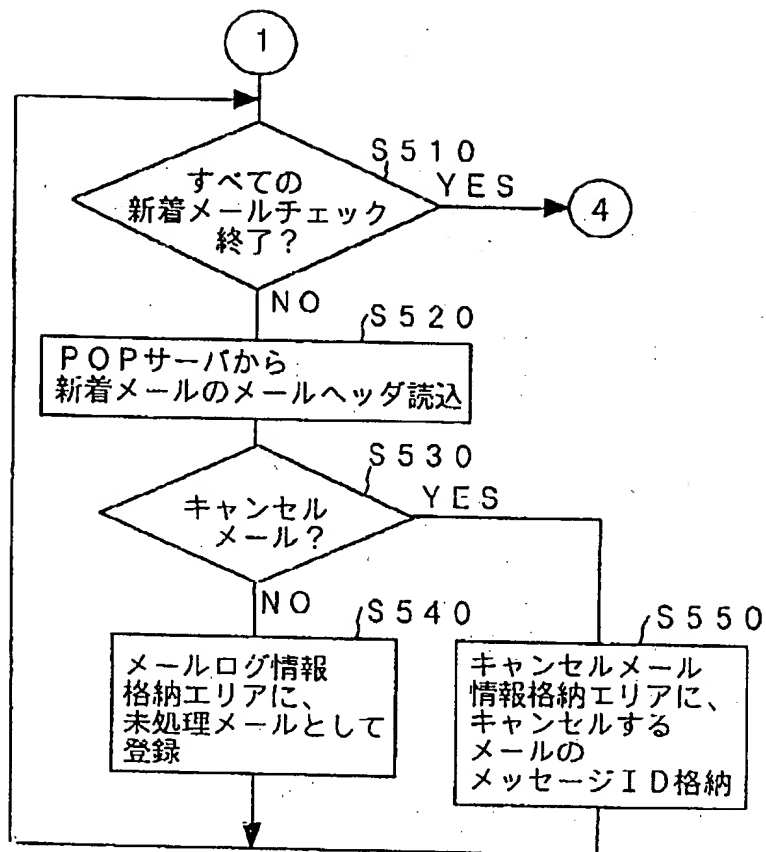 1
S510
すべての
新着メールチェック
終了?
YES
4
NO
S520
POPサーバから
新着メールのメールヘッダ読込
S530
キャンセル
メール?
YES
NO
S540
メールログ情報
格納エリアに、
未処理メールとして
登録
S550
キャンセルメール
情報格納エリアに、
キャンセルする
メールの
メッセージID格納